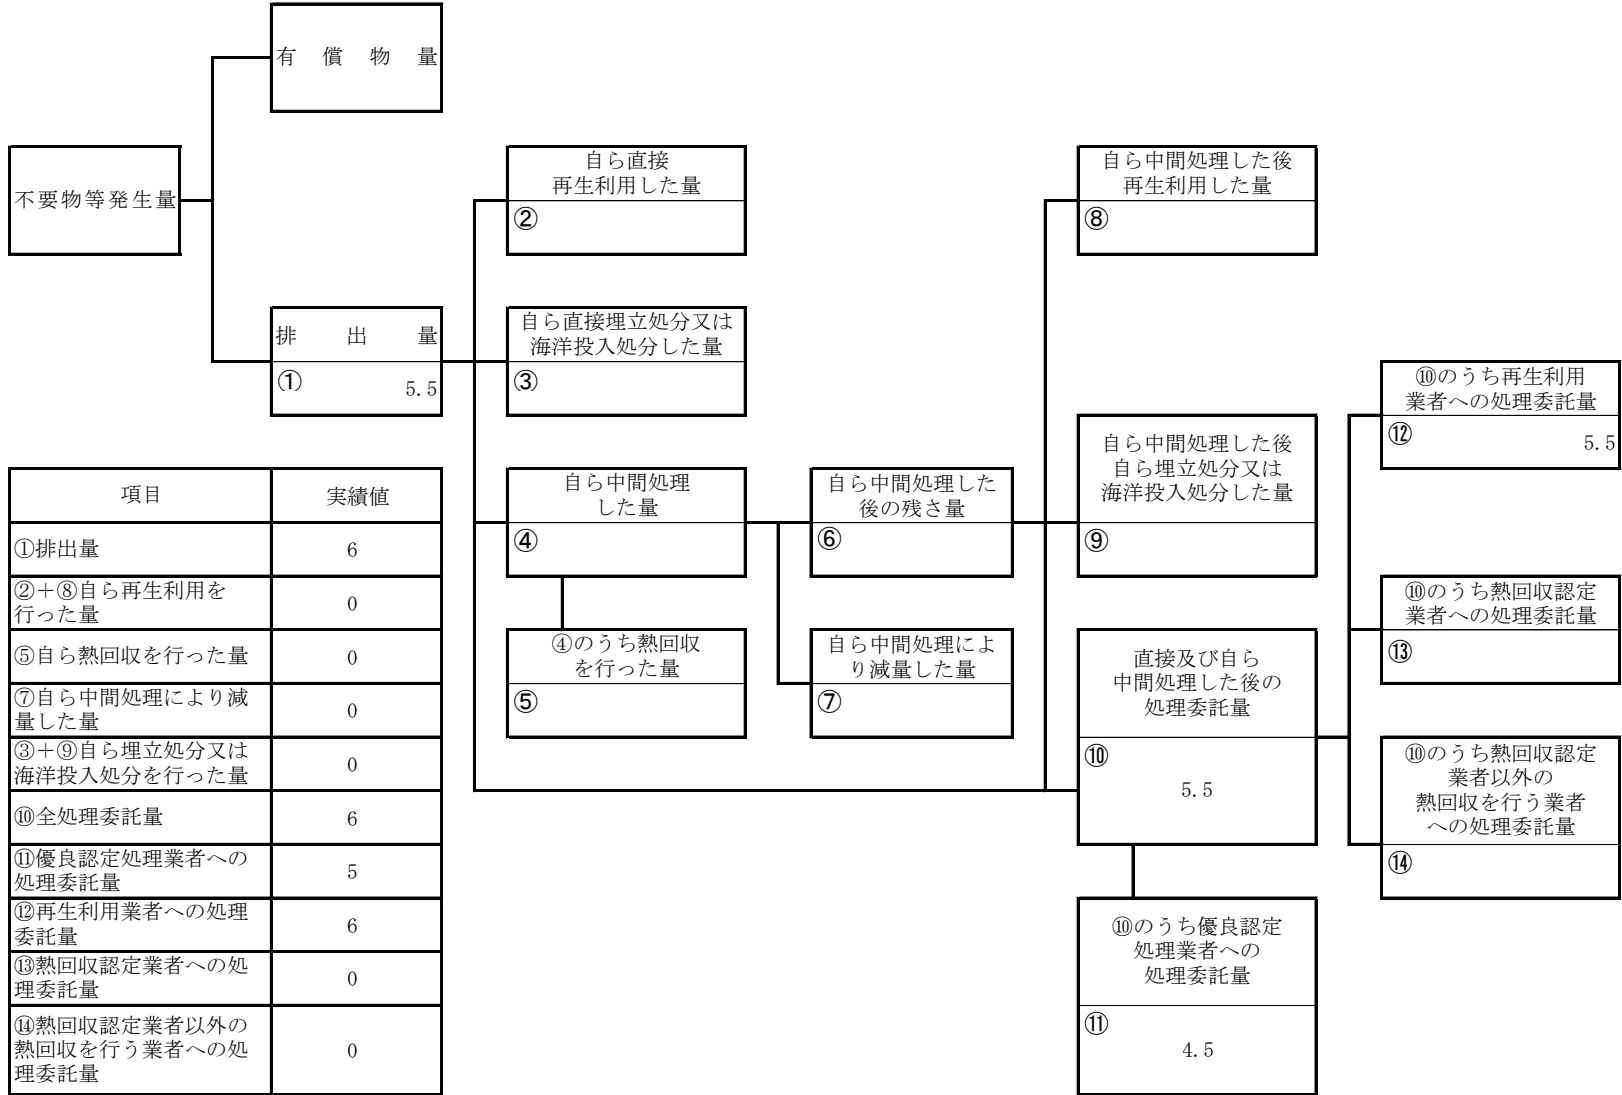 有償物量
不要物等発生量
排出量
①
5.5
自ら直接
再生利用した量
②
自ら直接埋立処分又は
海洋投入処分した量
③
自ら中間処理
した量
④
④のうち熱回収
を行った量
⑤
自ら中間処理した
後の残さ量
⑥
自ら中間処理によ
り減量した量
⑦
自ら中間処理した後
再生利用した量
⑧
自ら中間処理した後
自ら埋立処分又は
海洋投入処分した量
⑨
直接及び自ら
中間処理した後の
処理委託量
⑩
5.5
⑩のうち優良認定
処理業者への
処理委託量
⑪
4.5
⑩のうち再生利用
業者への処理委託量
⑫
5.5
⑩のうち熱回収認定
業者への処理委託量
⑬
⑩のうち熱回収認定
業者以外の
熱回収を行う業者
への処理委託量
⑭
項目 実績値
①排出量 6
②+⑧自ら再生利用を
行った量 0
⑤自ら熱回収を行った量 0
⑦自ら中間処理により減
量した量 0
③+⑨自ら埋立処分又は
海洋投入処分を行った量 0
⑩全処理委託量 6
⑪優良認定処理業者への
処理委託量 5
⑫再生利用業者への処理
委託量 6
⑬熱回収認定業者への処
理委託量 0
⑭熱回収認定業者以外の
熱回収を行う業者への処
理委託量 0